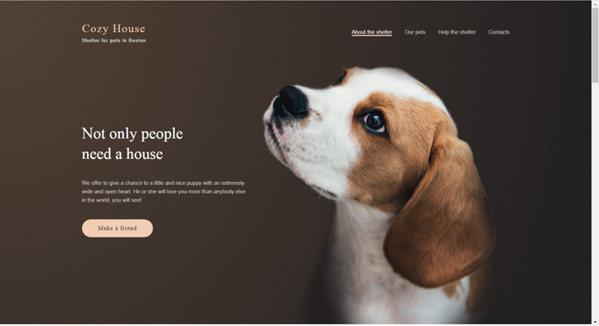 Cozy House
Shelter for pets in Boston
About the shelter
Our pets
Help the shelter
Contacts
Not only people
need a house
We offer to give a chance to a little and nice puppy with an extremely
wide and open heart. He or she will love you more than anybody else
in the world, you will see!
Make a friend